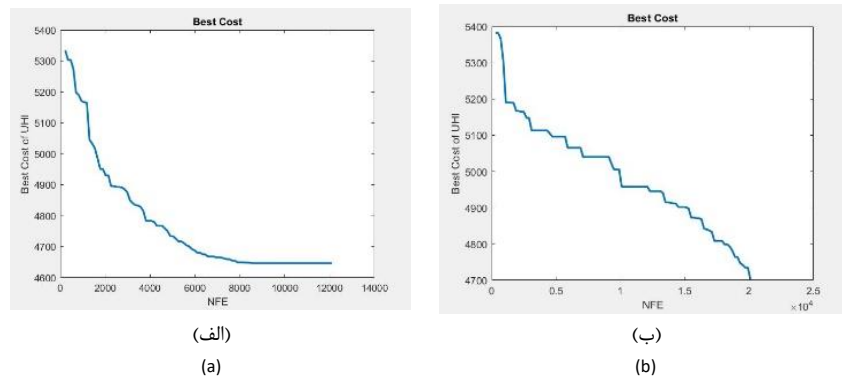 Best Cost
5400
5300
5200
5100
5000
4900
4800
4700
4600
Best Cost of UHI
0 2000 4000 6000 8000 10000 12000 14000
NFE
(الف)
(a)
Best Cost
5400
5300
5200
5100
5000
4900
4800
4700
Best Cost of UHI
0 0.5 1 1.5 2 2.5
NFE
×10⁴
(ب)
(b)